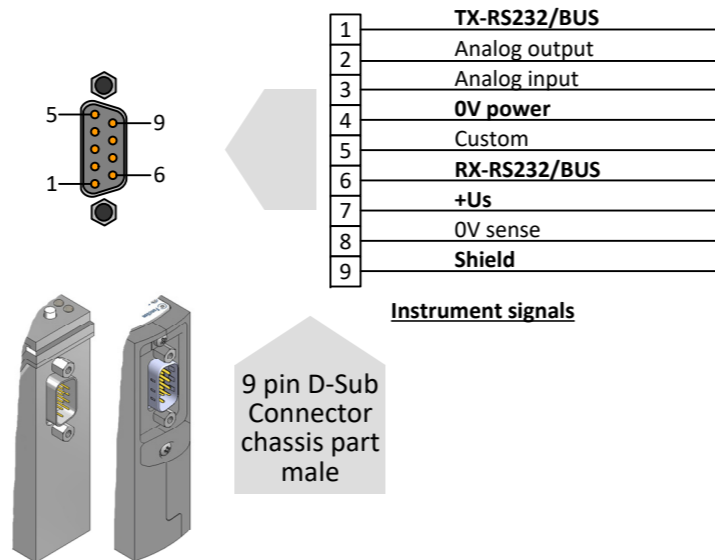 5
9
1
6
1 TX-RS232/BUS
2 Analog output
3 Analog input
4 0V power
5 Custom
6 RX-RS232/BUS
7 +Us
8 0V sense
9 Shield
Instrument signals
9 pin D-Sub
Connector
chassis part
male